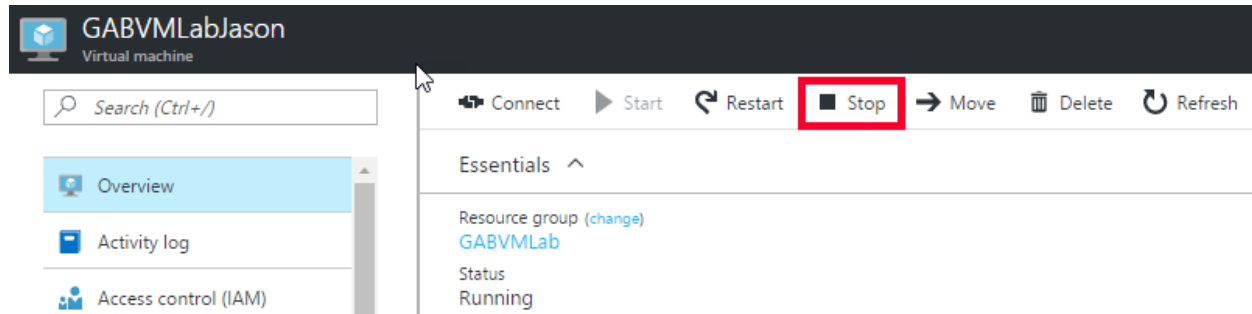 GABVMLabJason
Virtual machine
Search (Ctrl+/)
Overview
Activity log
Access control (IAM)
Connect Start Restart Stop Move Delete Refresh
Essentials
Resource group (change)
GABVMLab
Status
Running